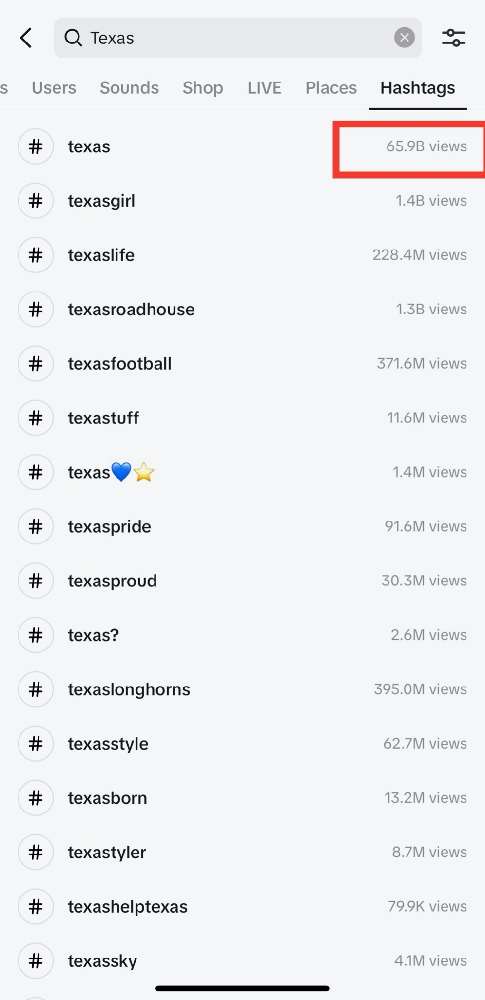 Texas
s Users Sounds Shop LIVE Places Hashtags
# texas 65.9B views
# texasgirl 1.4B views
# texaslife 228.4M views
# texasroadhouse 1.3B views
# texasfootball 371.6M views
# texastuff 11.6M views
# texas💙⭐ 1.4M views
# texaspride 91.6M views
# texasproud 30.3M views
# texas? 2.6M views
# texaslonghorns 395.0M views
# texasstyle 62.7M views
# texasborn 13.2M views
# texastyler 8.7M views
# texashelptexas 79.9K views
# texassky 4.1M views